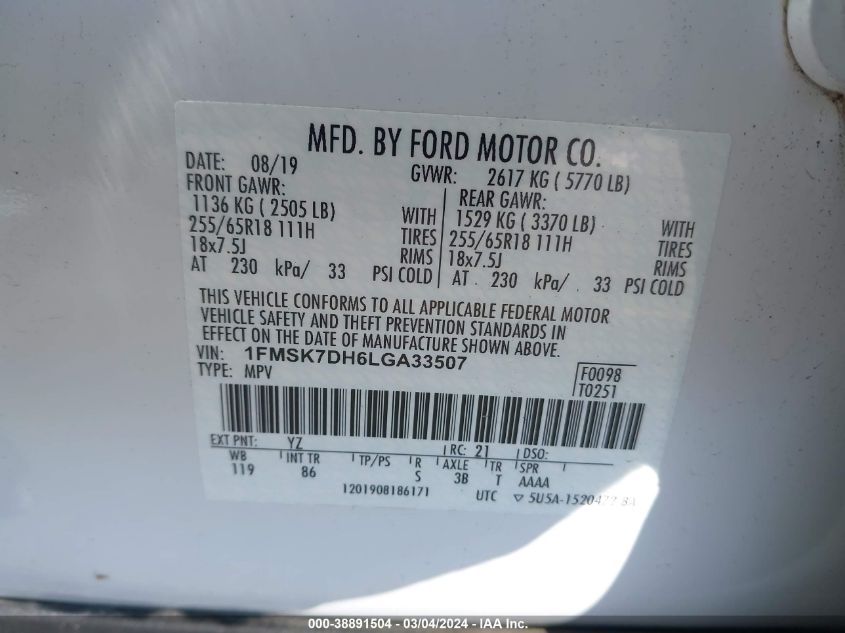 MFD. BY FORD MOTOR CO.
DATE: 08/19 GVWR: 2617 KG ( 5770 LB)
FRONT GAWR: REAR GAWR:
1136 KG ( 2505 LB) WITH 1529 KG ( 3370 LB) WITH
255/65R18 111H TIRES 255/65R18 111H TIRES
18x7.5J RIMS 18x7.5J RIMS
AT 230 kPa/ 33 PSI COLD AT . 230 kPa/ . 33 PSI COLD
THIS VEHICLE CONFORMS TO ALL APPLICABLE FEDERAL MOTOR
VEHICLE SAFETY AND THEFT PREVENTION STANDARDS IN
EFFECT ON THE DATE OF MANUFACTURE SHOWN ABOVE.
VIN: 1FMSK7DH6LGA33507
TYPE: MPV F0098
T0251
EXT PNT: YZ RC: 21 DSO:
WB INT TR TP/PS R AXLE TR SPR
119 86 S 3B T AAAA
1201908186171 UTC ▽ 5U5A-1520472
000-38891504 - 03/04/2024 - IAA Inc.